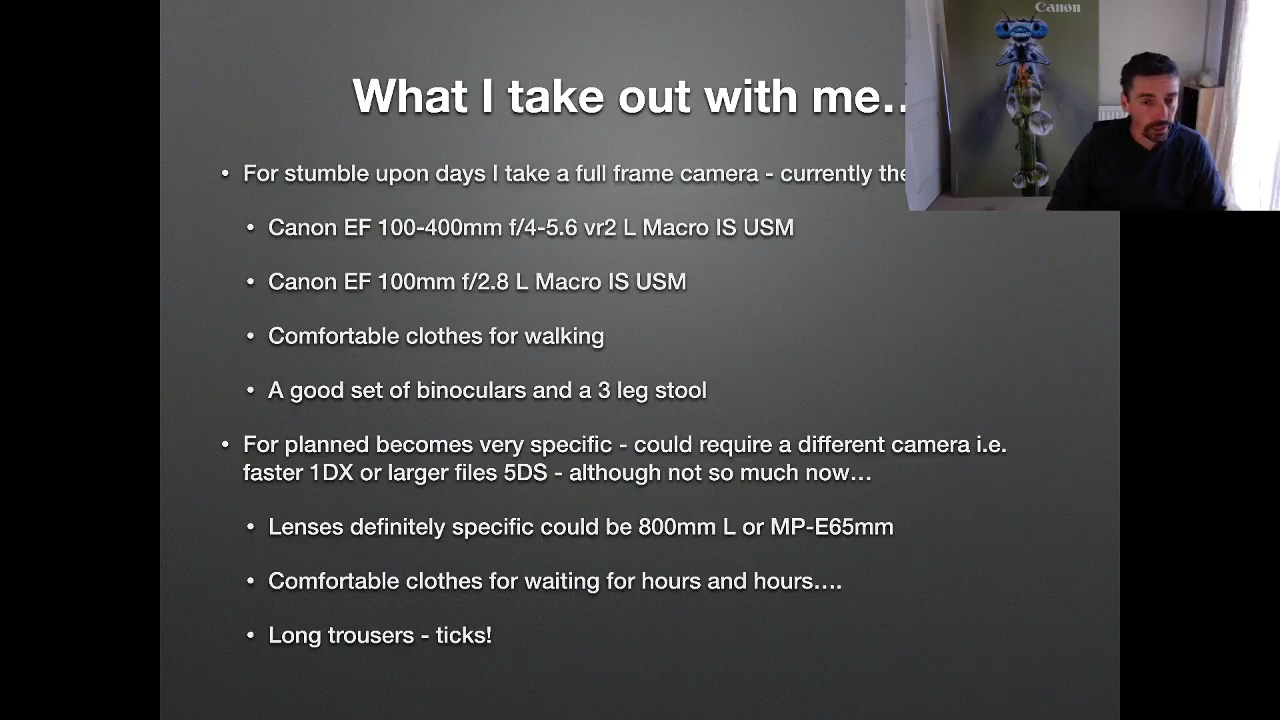 Canon
What I take out with me..
• For stumble upon days I take a full frame camera - currently the
• Canon EF 100-400mm f/4-5.6 vr2 L Macro IS USM
• Canon EF 100mm f/2.8 L Macro IS USM
• Comfortable clothes for walking
• A good set of binoculars and a 3 leg stool
• For planned becomes very specific - could require a different camera i.e.
faster 1DX or larger files 5DS - although not so much now…
• Lenses definitely specific could be 800mm L or MP-E65mm
• Comfortable clothes for waiting for hours and hours….
• Long trousers - ticks!